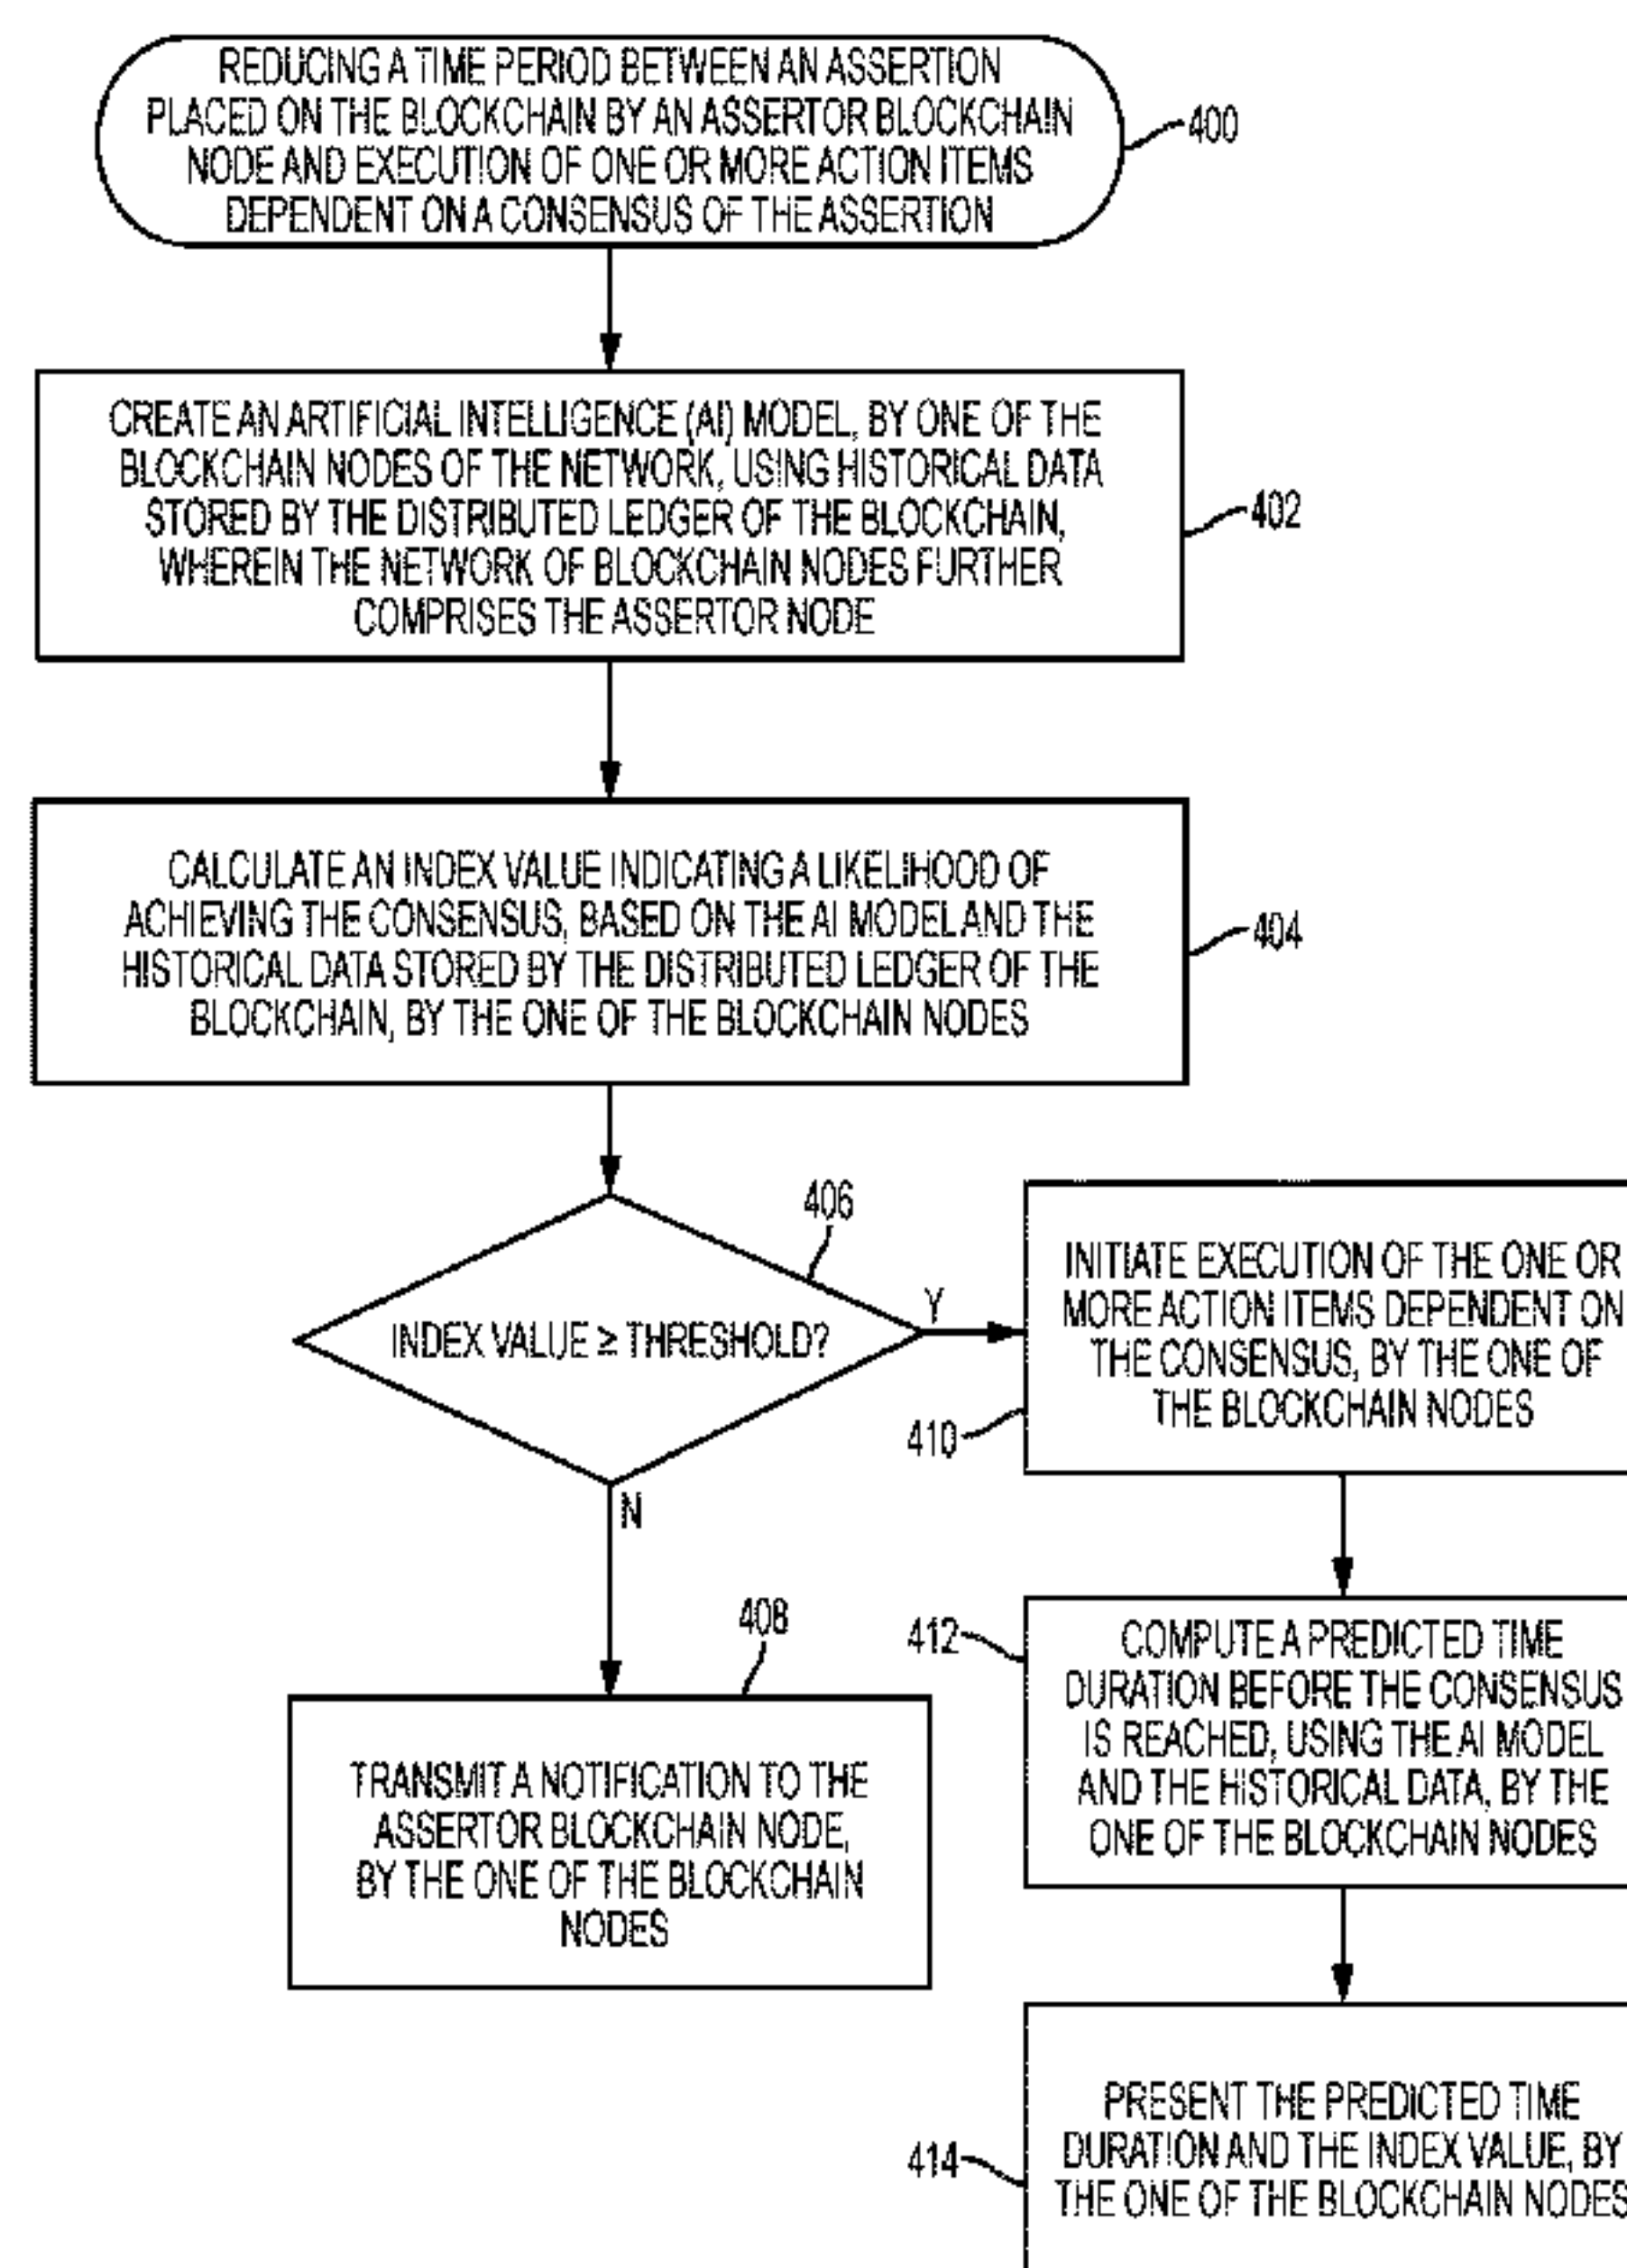 REDUCING A TIME PERIOD BETWEEN AN ASSERTION
PLACED ON THE BLOCKCHAIN BY AN ASSERTOR BLOCKCHAIN
NODE AND EXECUTION OF ONE OR MORE ACTION ITEMS
DEPENDENT ON A CONSENSUS OF THE ASSERTION
400
CREATE AN ARTIFICIAL INTELLIGENCE (AI) MODEL, BY ONE OF THE
BLOCKCHAIN NODES OF THE NETWORK, USING HISTORICAL DATA
STORED BY THE DISTRIBUTED LEDGER OF THE BLOCKCHAIN,
WHEREIN THE NETWORK OF BLOCKCHAIN NODES FURTHER
COMPRISES THE ASSERTOR NODE
402
CALCULATE AN INDEX VALUE INDICATING A LIKELIHOOD OF
ACHIEVING THE CONSENSUS, BASED ON THE AI MODEL AND THE
HISTORICAL DATA STORED BY THE DISTRIBUTED LEDGER OF THE
BLOCKCHAIN, BY THE ONE OF THE BLOCKCHAIN NODES
404
406
INDEX VALUE ≥ THRESHOLD?
Y
N
INITIATE EXECUTION OF THE ONE OR
MORE ACTION ITEMS DEPENDENT ON
THE CONSENSUS, BY THE ONE OF
THE BLOCKCHAIN NODES
410
408
TRANSMIT A NOTIFICATION TO THE
ASSERTOR BLOCKCHAIN NODE,
BY THE ONE OF THE BLOCKCHAIN
NODES
412
COMPUTE A PREDICTED TIME
DURATION BEFORE THE CONSENSUS
IS REACHED, USING THE AI MODEL
AND THE HISTORICAL DATA, BY THE
ONE OF THE BLOCKCHAIN NODES
PRESENT THE PREDICTED TIME
DURATION AND THE INDEX VALUE, BY
THE ONE OF THE BLOCKCHAIN NODES
414